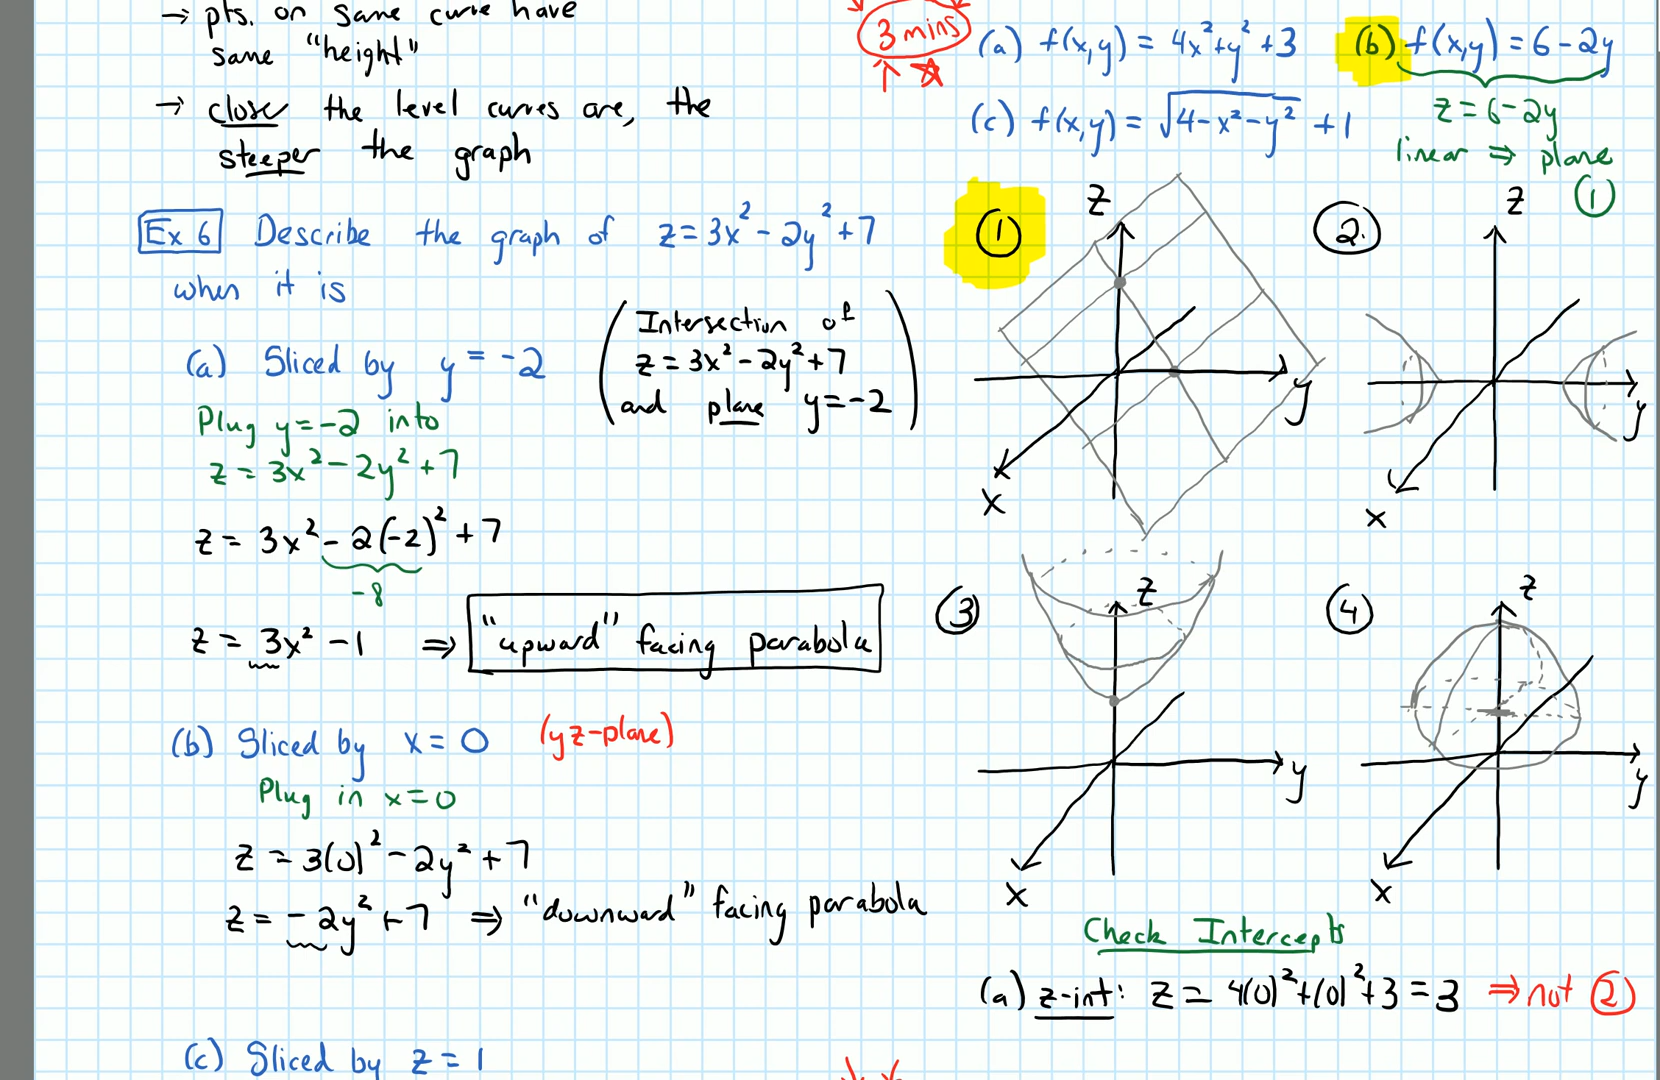 → pts. on same curve have
same "height"
→ close the level curves are, the
steeper the graph
Ex 6 Describe the graph of z = 3x² - 2y² + 7
when it is
(a) Sliced by y = -2
(Intersection of
z = 3x² - 2y² + 7
and plane y = -2)
Plug y = -2 into
z = 3x² - 2y² + 7
z = 3x² - 2(-2)² + 7
-8
z = 3x² - 1 ⇒ "upward" facing parabola
(b) Sliced by x = 0 (yz-plane)
Plug in x = 0
z = 3(0)² - 2y² + 7
z = -2y² + 7 ⇒ "downward" facing parabola
(c) Sliced by z = 1
3 mins
(a) f(x,y) = 4x² + y² + 3 (b) f(x,y) = 6 - 2y
(c) f(x,y) = √(4-x²-y²) + 1
z = 6 - 2y
linear ⇒ plane
①
① z y x
② z y x
③ z y x
④ z y x
Check Intercepts
(a) z-int: z = 4(0)² + (0)² + 3 = 3 ⇒ not ②